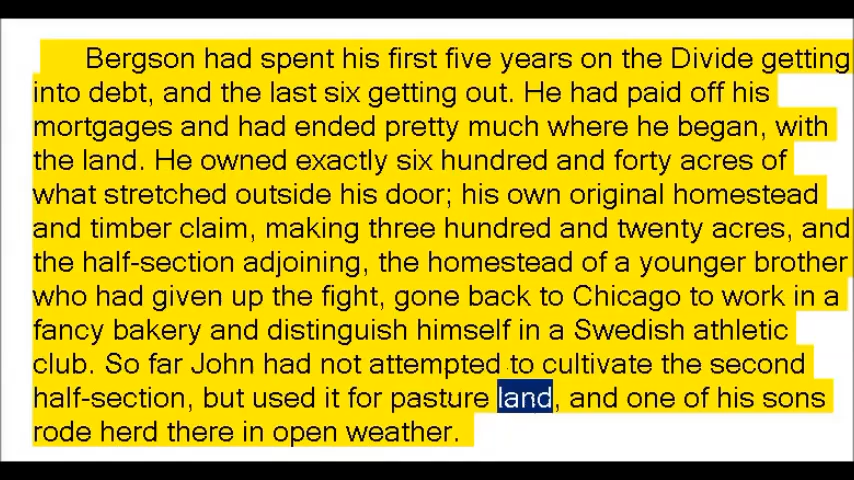 Bergson had spent his first five years on the Divide getting
into debt, and the last six getting out. He had paid off his
mortgages and had ended pretty much where he began, with
the land. He owned exactly six hundred and forty acres of
what stretched outside his door; his own original homestead
and timber claim, making three hundred and twenty acres, and
the half-section adjoining, the homestead of a younger brother
who had given up the fight, gone back to Chicago to work in a
fancy bakery and distinguish himself in a Swedish athletic
club. So far John had not attempted to cultivate the second
half-section, but used it for pasture land, and one of his sons
rode herd there in open weather.